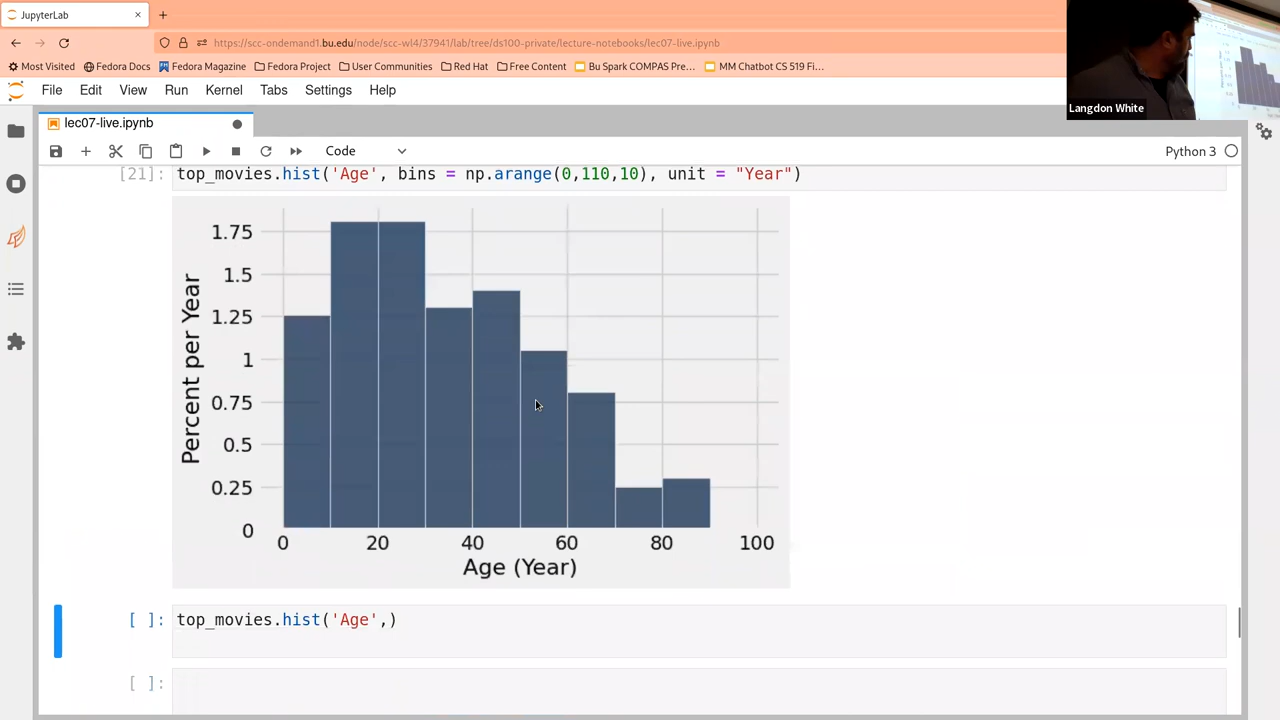 JupyterLab
https://scc-ondemand1.bu.edu/node/scc-wl4/37941/lab/tree/ds100-private/lecture-notebooks/lec07-live.ipynb
Most Visited Fedora Docs Fedora Magazine Fedora Project User Communities Red Hat Free Content Bu Spark COMPAS Pre… MM Chatbot CS 519 Fi…
Langdon White
File Edit View Run Kernel Tabs Settings Help
lec07-live.ipynb
Code Python 3
[21]: top_movies.hist('Age', bins = np.arange(0,110,10), unit = "Year")
Percent per Year
1.75
1.5
1.25
1
0.75
0.5
0.25
0
0 20 40 60 80 100
Age (Year)
[ ]: top_movies.hist('Age',)
[ ]: